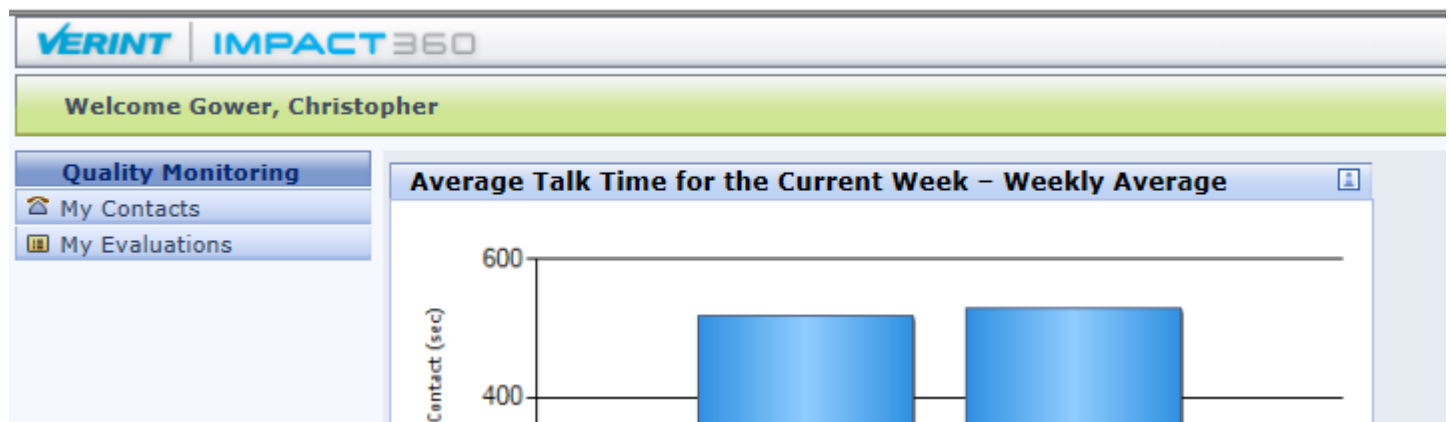 VERINT IMPACT360
Welcome Gower, Christopher
Quality Monitoring
My Contacts
My Evaluations
Average Talk Time for the Current Week – Weekly Average
600
400
Contact (sec)